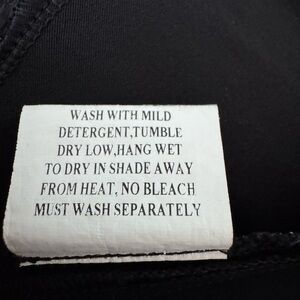 WASH WITH MILD
DETERGENT,TUMBLE
DRY LOW,HANG WET
TO DRY IN SHADE AWAY
FROM HEAT, NO BLEACH
MUST WASH SEPARATELY